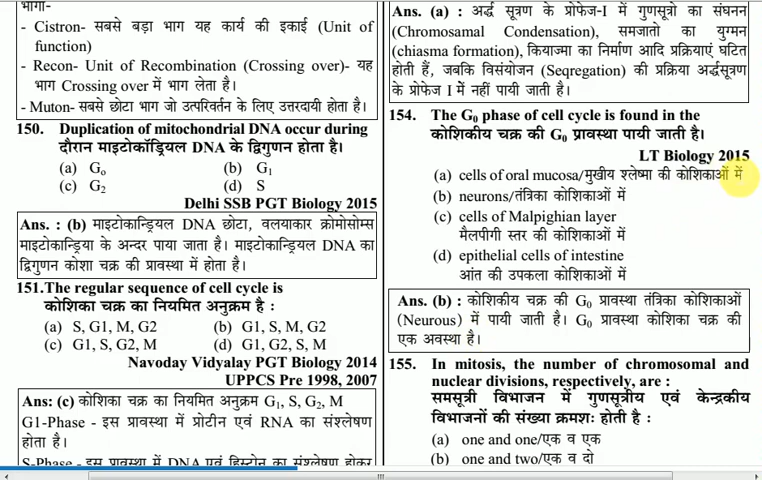 भागा-
- Cistron- सबसे बड़ा भाग यह कार्य की इकाई (Unit of
function)
- Recon- Unit of Recombination (Crossing over)- यह
भाग Crossing over में भाग लेता है।
- Muton- सबसे छोटा भाग जो उत्परिवर्तन के लिए उत्तरदायी होता है।
150. Duplication of mitochondrial DNA occur during
दौरान माइटोकॉंड्रियल DNA के द्विगुणन होता है।
(a) Gₒ (b) G₁
(c) G₂ (d) S
Delhi SSB PGT Biology 2015
Ans. : (b) माइटोकान्ड्रियल DNA छोटा, वलयाकार क्रोमोसोम्स
माइटोकान्ड्रिया के अन्दर पाया जाता है। माइटोकान्ड्रियल DNA का
द्विगुणन कोशा चक्र की प्रावस्था में होता है।
151.The regular sequence of cell cycle is
कोशिका चक्र का नियमित अनुक्रम है :
(a) S, G1, M, G2 (b) G1, S, M, G2
(c) G1, S, G2, M (d) G1, G2, S, M
Navoday Vidyalay PGT Biology 2014
UPPCS Pre 1998, 2007
Ans: (c) कोशिका चक्र का नियमित अनुक्रम G₁, S, G₂, M
G1-Phase - इस प्रावस्था में प्रोटीन एवं RNA का संश्लेषण
होता है।
S-Phase - इस प्रावस्था में DNA एवं हिस्टोन का संश्लेषण होकर
Ans. (a) : अर्द्ध सूत्रण के प्रोफेज-I में गुणसूत्रो का संघनन
(Chromosamal Condensation), समजातो का युग्मन
(chiasma formation), कियाज्मा का निर्माण आदि प्रक्रियाएं घटित
होती हैं, जबकि विसंयोजन (Seqregation) की प्रक्रिया अर्द्धसूत्रण
के प्रोफेज I में नहीं पायी जाती है।
154. The G₀ phase of cell cycle is found in the
कोशिकीय चक्र की G₀ प्रावस्था पायी जाती है।
LT Biology 2015
(a) cells of oral mucosa/मुखीय श्लेष्मा की कोशिकाओं में
(b) neurons/तंत्रिका कोशिकाओं में
(c) cells of Malpighian layer
मैलपीगी स्तर की कोशिकाओं में
(d) epithelial cells of intestine
आंत की उपकला कोशिकाओं में
Ans. (b) : कोशिकीय चक्र की G₀ प्रावस्था तंत्रिका कोशिकाओं
(Neurous) में पायी जाती है। G₀ प्रावस्था कोशिका चक्र की
एक अवस्था है।
155. In mitosis, the number of chromosomal and
nuclear divisions, respectively, are :
समसूत्री विभाजन में गुणसूत्रीय एवं केन्द्रकीय
विभाजनों की संख्या क्रमशः होती है :
(a) one and one/एक व एक
(b) one and two/एक व दो